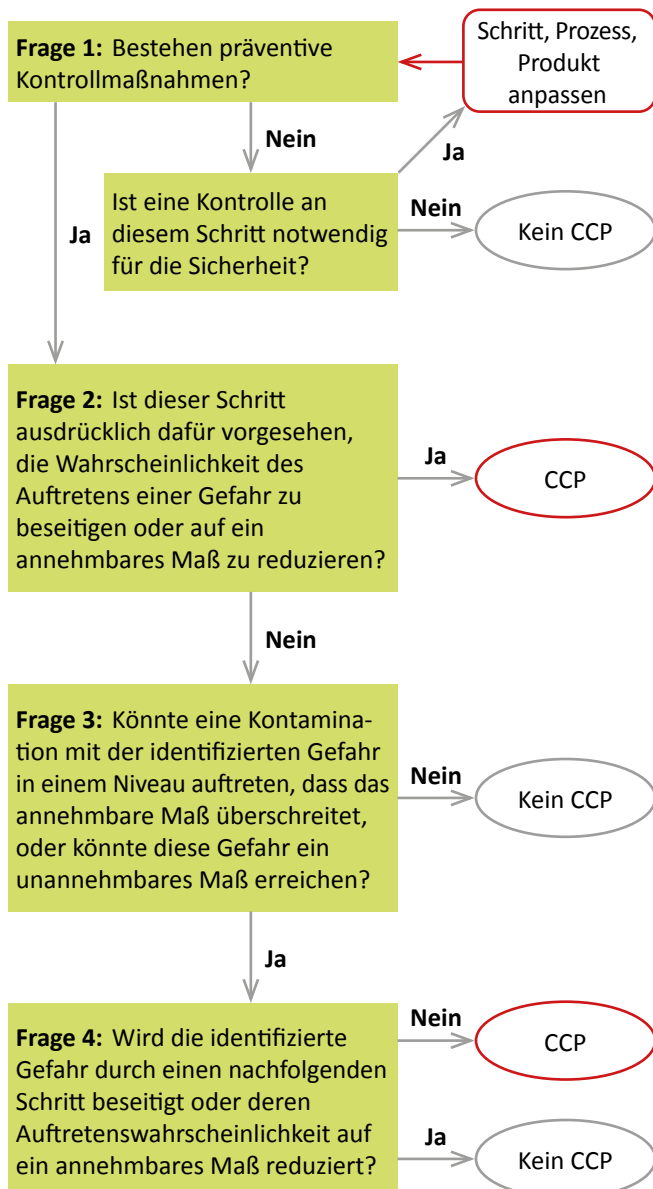 Frage 1: Bestehen präventive
Kontrollmaßnahmen?
Schritt, Prozess,
Produkt
anpassen
Nein
Ja
Ja
Ist eine Kontrolle an
diesem Schritt notwendig
für die Sicherheit?
Nein
Kein CCP
Frage 2: Ist dieser Schritt
ausdrücklich dafür vorgesehen,
die Wahrscheinlichkeit des
Auftretens einer Gefahr zu
beseitigen oder auf ein
annehmbares Maß zu reduzieren?
Ja
CCP
Nein
Frage 3: Könnte eine Kontamina-
tion mit der identifizierten Gefahr
in einem Niveau auftreten, dass das
annehmbare Maß überschreitet,
oder könnte diese Gefahr ein
unannehmbares Maß erreichen?
Nein
Kein CCP
Ja
Frage 4: Wird die identifizierte
Gefahr durch einen nachfolgenden
Schritt beseitigt oder deren
Auftretenswahrscheinlichkeit auf
ein annehmbares Maß reduziert?
Nein
CCP
Ja
Kein CCP